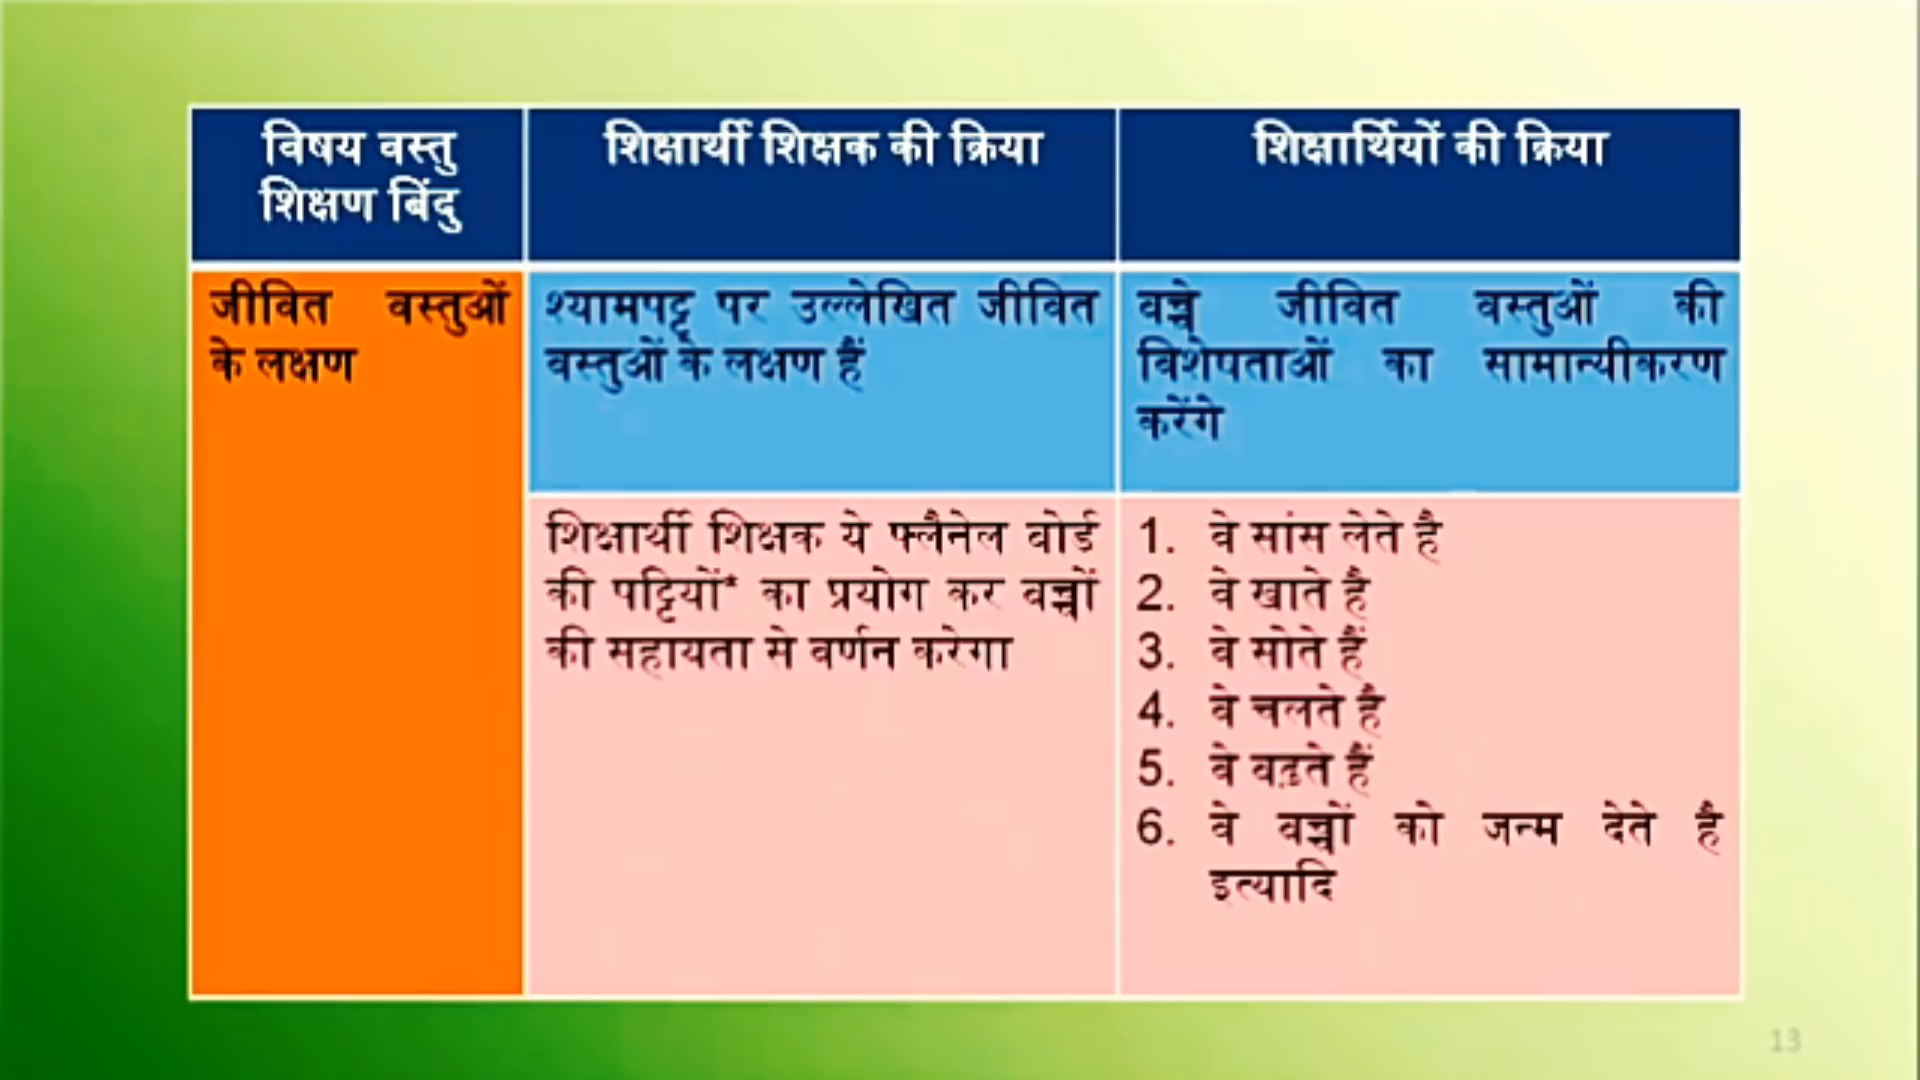 विषय वस्तु
शिक्षण बिंदु
शिक्षार्थी शिक्षक की क्रिया
शिक्षार्थियों की क्रिया
जीवित वस्तुओं
के लक्षण
श्यामपट्ट पर उल्लेखित जीवित
वस्तुओं के लक्षण हैं
बच्चे जीवित वस्तुओं की
विशेषताओं का सामान्यीकरण
करेंगे
शिक्षार्थी शिक्षक ये फ्लैनेल बोर्ड
की पट्टियों* का प्रयोग कर बच्चों
की सहायता से वर्णन करेगा
1. वे सांस लेते है
2. वे खाते है
3. वे सोते हैं
4. वे चलते है
5. वे बढ़ते हैं
6. वे बच्चों को जन्म देते है
इत्यादि
13